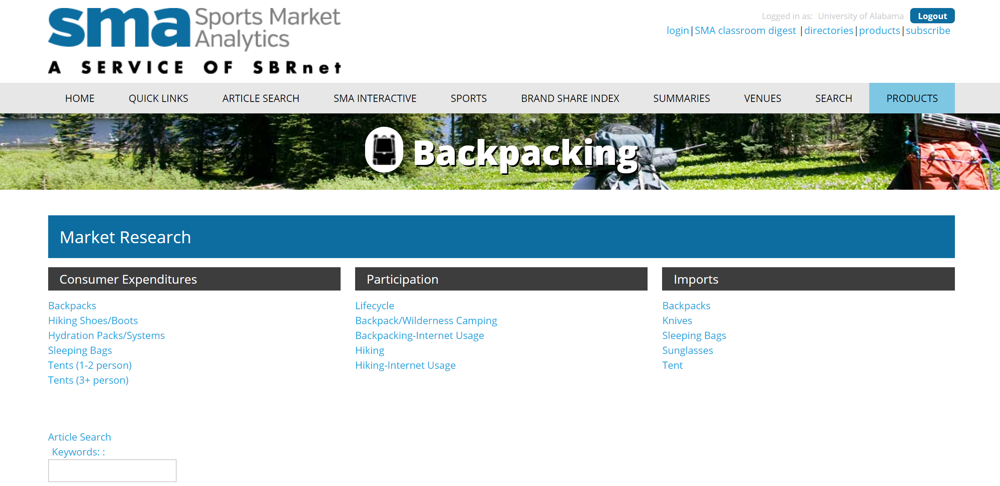 sma Sports Market
Analytics
A SERVICE OF SBRnet
Logged in as: University of Alabama Logout
login|SMA classroom digest |directories|products|subscribe
HOME QUICK LINKS ARTICLE SEARCH SMA INTERACTIVE SPORTS BRAND SHARE INDEX SUMMARIES VENUES SEARCH PRODUCTS
Backpacking
Market Research
Consumer Expenditures
Backpacks
Hiking Shoes/Boots
Hydration Packs/Systems
Sleeping Bags
Tents (1-2 person)
Tents (3+ person)
Participation
Lifecycle
Backpack/Wilderness Camping
Backpacking-Internet Usage
Hiking
Hiking-Internet Usage
Imports
Backpacks
Knives
Sleeping Bags
Sunglasses
Tent
Article Search
Keywords: :